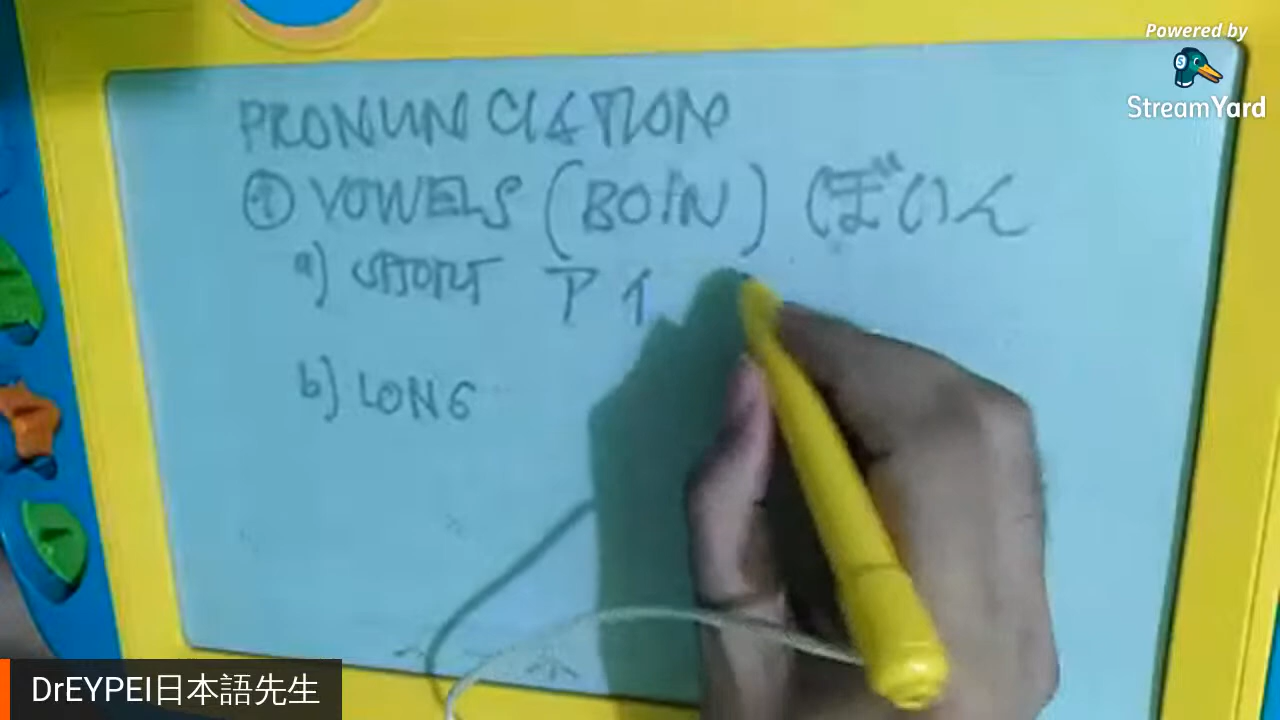 Powered by
StreamYard
PRONUNCIATION
① VOWELS (BOIN) ぼいん
a) SHORT ア イ
b) LONG
DrEYPEI日本語先生